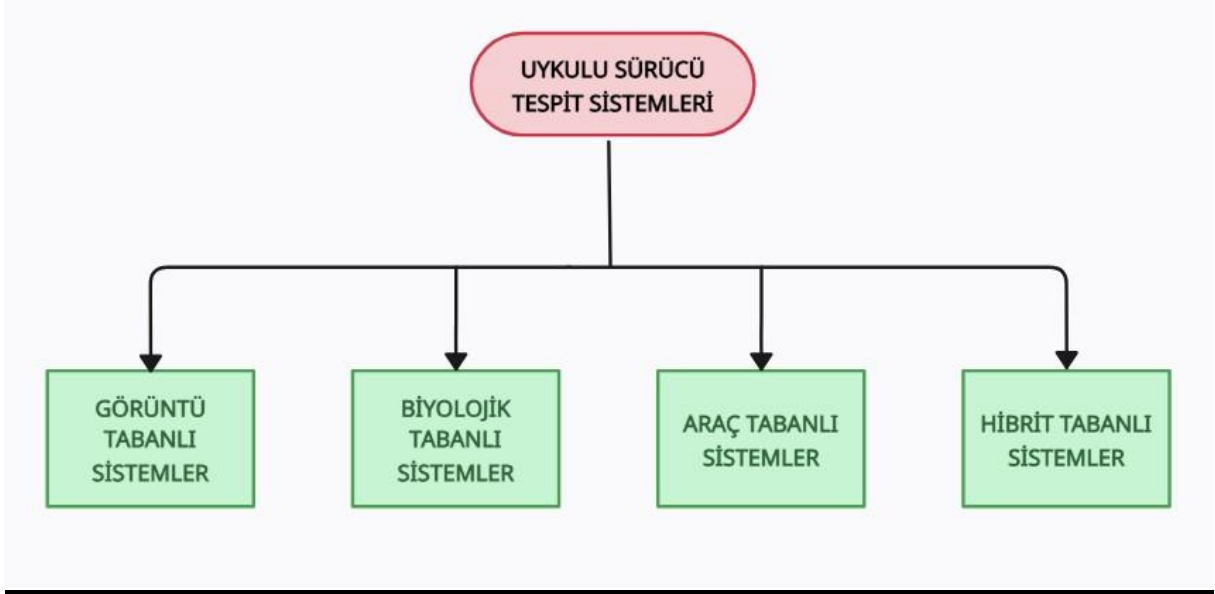 UYKULU SÜRÜCÜ
TESPİT SİSTEMLERİ
GÖRÜNTÜ
TABANLI
SİSTEMLER
BİYOLOJİK
TABANLI
SİSTEMLER
ARAÇ TABANLI
SİSTEMLER
HİBRİT TABANLI
SİSTEMLER